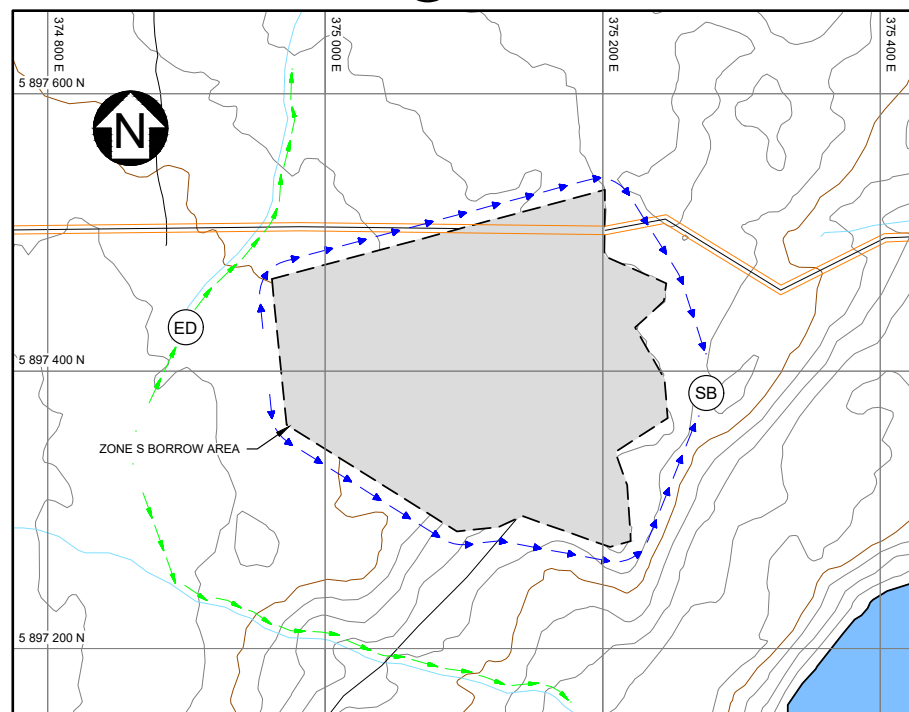 374 800 E
375 000 E
375 200 E
375 400 E
5 897 600 N
N
ED
5 897 400 N
SB
ZONE S BORROW AREA
5 897 200 N